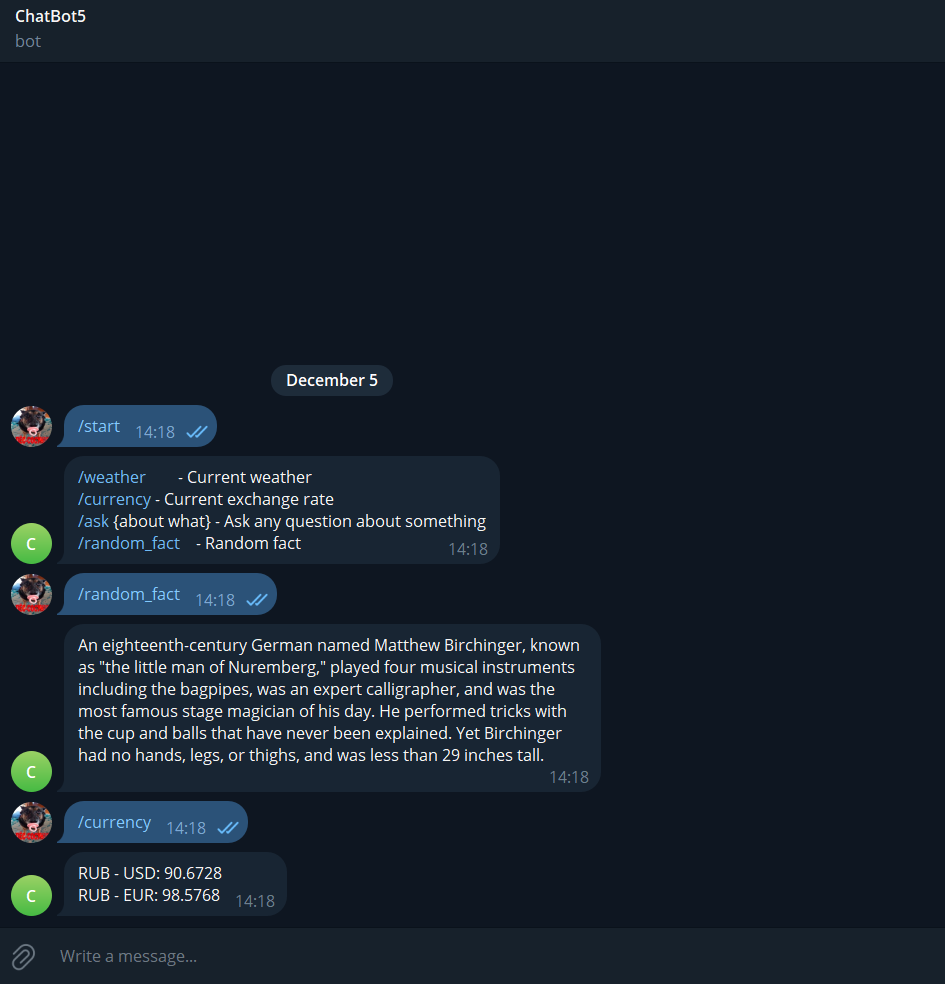 ChatBot5
bot
December 5
/start 14:18
/weather - Current weather
/currency - Current exchange rate
/ask {about what} - Ask any question about something
/random_fact - Random fact
14:18
C
/random_fact 14:18
An eighteenth-century German named Matthew Birchinger, known
as "the little man of Nuremberg," played four musical instruments
including the bagpipes, was an expert calligrapher, and was the
most famous stage magician of his day. He performed tricks with
the cup and balls that have never been explained. Yet Birchinger
had no hands, legs, or thighs, and was less than 29 inches tall.
14:18
C
/currency 14:18
RUB - USD: 90.6728
RUB - EUR: 98.5768 14:18
C
Write a message...